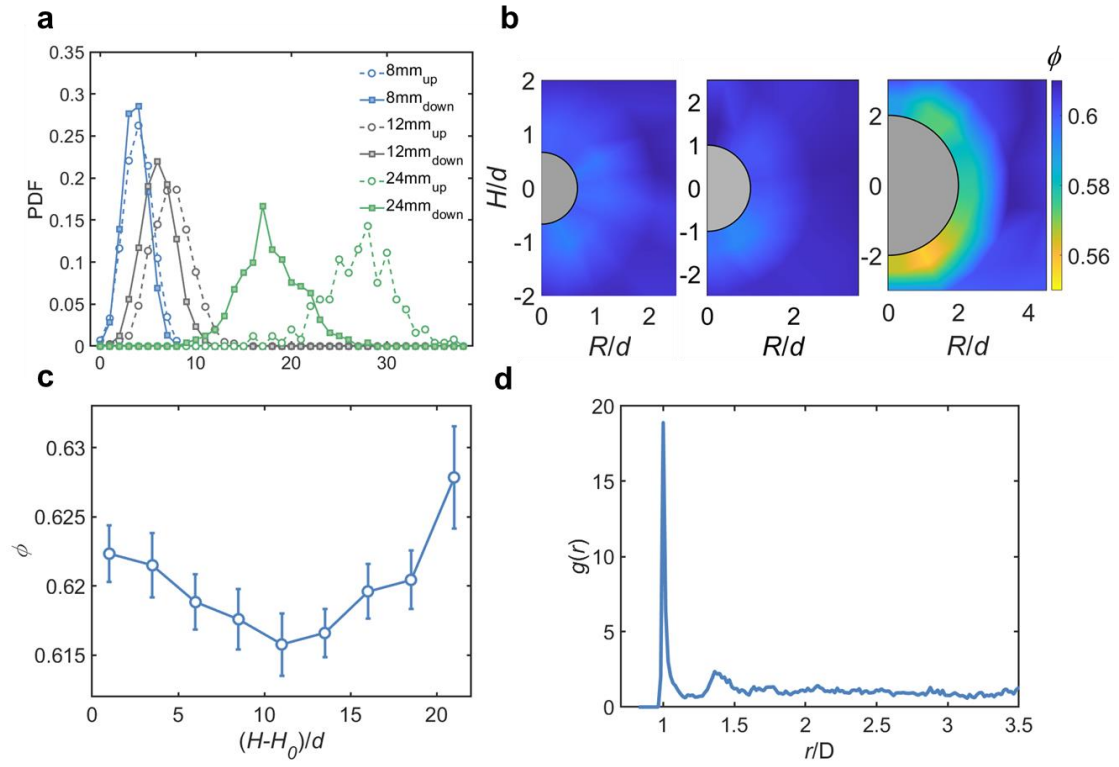 a
0.35
0.3
0.25
0.2
0.15
0.1
0.05
0
PDF
0 10 20 30
8mm_up
8mm_down
12mm_up
12mm_down
24mm_up
24mm_down
b
2
1
0
-1
-2
H/d
0 1 2
R/d
2
1
0
-1
-2
0 2
R/d
2
0
-2
0 2 4
R/d
ϕ
0.6
0.58
0.56
c
0.63
0.625
0.62
0.615
ϕ
0 5 10 15 20
(H-H_0)/d
d
20
15
10
5
0
g(r)
1 1.5 2 2.5 3 3.5
r/D